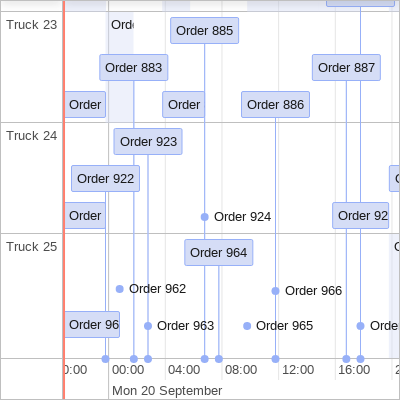 Truck 23
Order 885
Order 883
Order 887
Order
Order
Order 886
Truck 24
Order 923
Order 922
Order
Order 924
Order 92
Truck 25
Order 964
Order 962
Order 966
Order 96
Order 963
Order 965
Orde
0:00 00:00 04:00 08:00 12:00 16:00 2
Mon 20 September